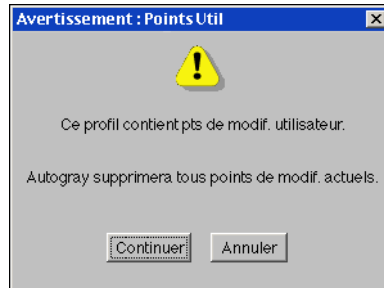 Avertissement : Points Util
Ce profil contient pts de modif. utilisateur.
Autogray supprimera tous points de modif. actuels.
Continuer
Annuler